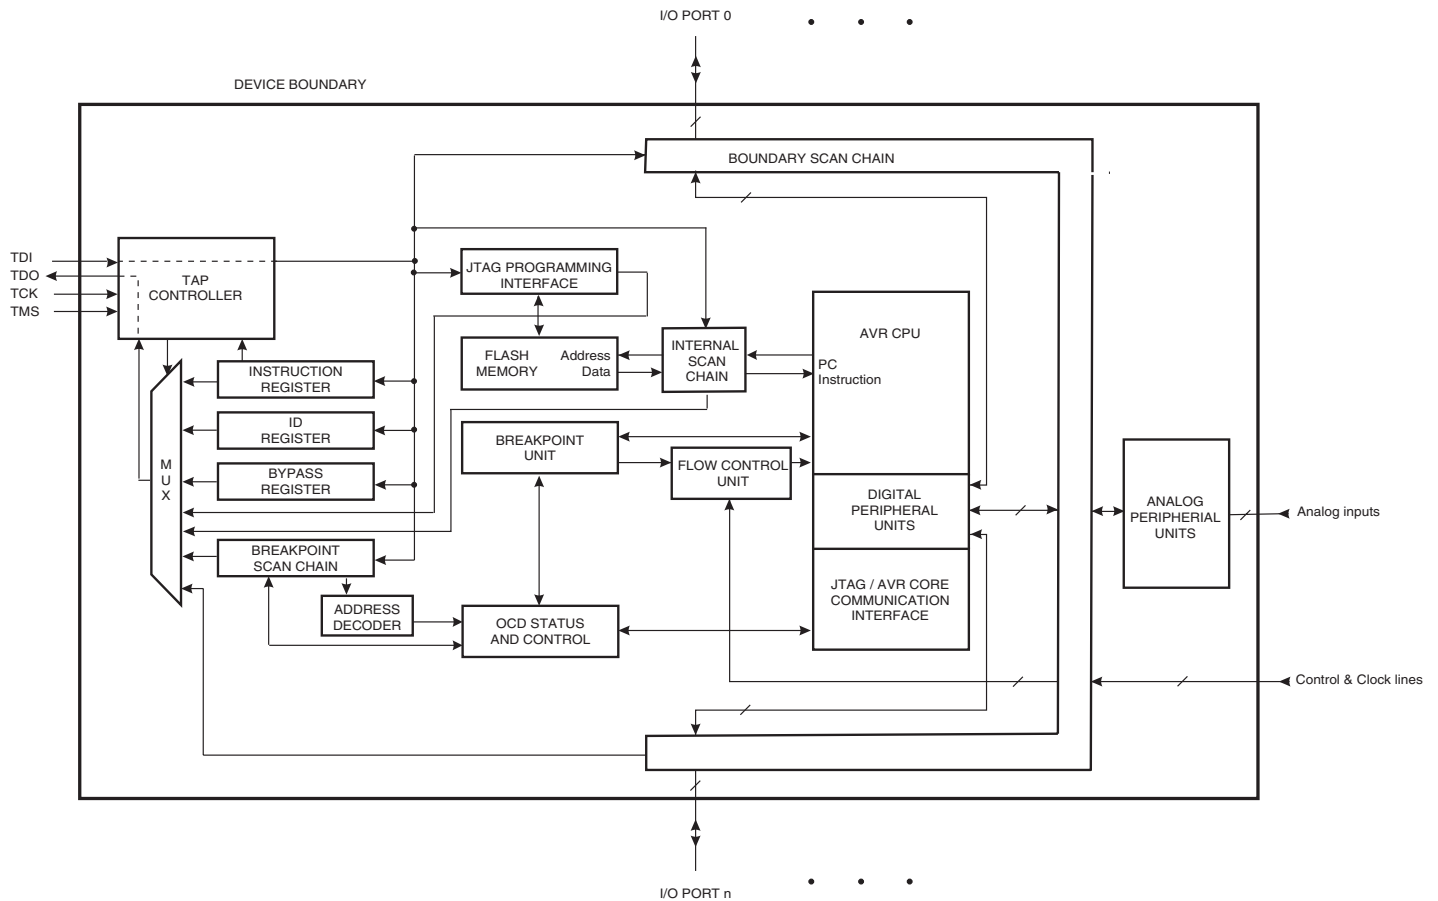 I/O PORT 0
DEVICE BOUNDARY
BOUNDARY SCAN CHAIN
TDI
TDO
TCK
TMS
TAP
CONTROLLER
JTAG PROGRAMMING
INTERFACE
AVR CPU
FLASH
MEMORY
Address
Data
INTERNAL
SCAN
CHAIN
PC
Instruction
INSTRUCTION
REGISTER
ID
REGISTER
BREAKPOINT
UNIT
FLOW CONTROL
UNIT
BYPASS
REGISTER
M
U
X
DIGITAL
PERIPHERAL
UNITS
ANALOG
PERIPHERIAL
UNITS
Analog inputs
BREAKPOINT
SCAN CHAIN
JTAG / AVR CORE
COMMUNICATION
INTERFACE
ADDRESS
DECODER
OCD STATUS
AND CONTROL
Control & Clock lines
I/O PORT n